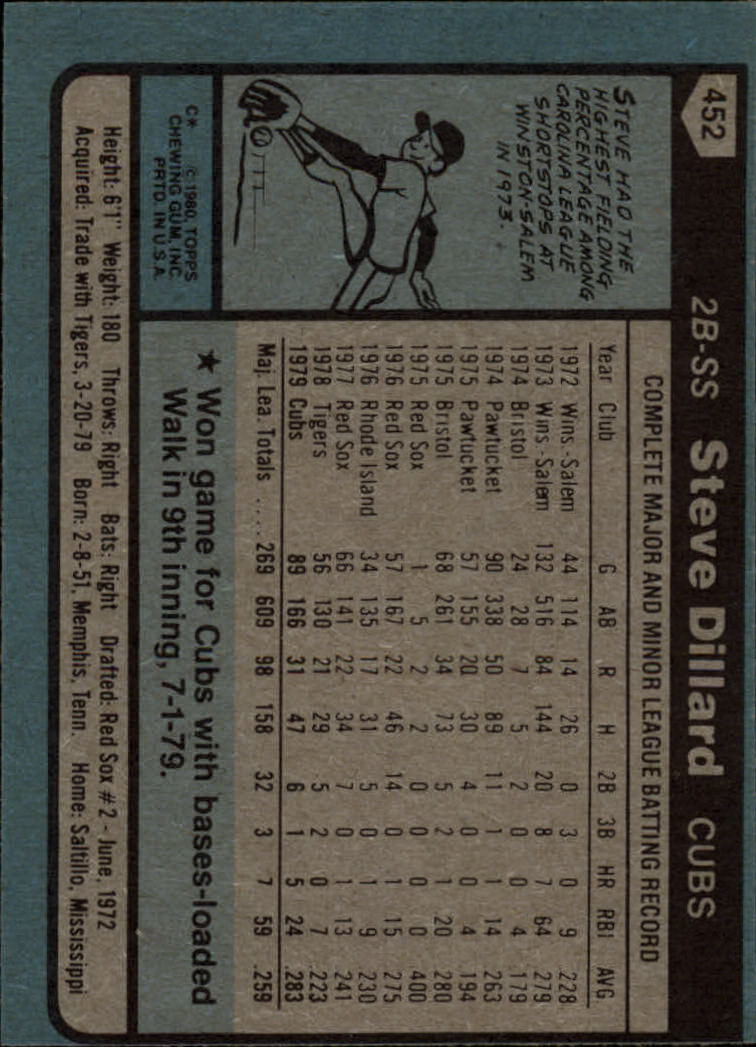 452 2B-SS Steve Dillard CUBS
STEVE HAD THE
HIGHEST FIELDING
PERCENTAGE AMONG
CAROLINA LEAGUE
SHORTSTOPS AT
WINSTON-SALEM
IN 1973.
C* © 1980, TOPPS
CHEWING GUM, INC.
PRTD. IN U.S.A.
COMPLETE MAJOR AND MINOR LEAGUE BATTING RECORD
Year Club G AB R H 2B 3B HR RBI AVG
1972 Wins.-Salem 44 114 14 26 0 3 0 9 .228
1973 Wins.-Salem 132 516 84 144 20 8 7 64 .279
1974 Bristol 24 28 7 5 2 0 0 4 .179
1974 Pawtucket 90 338 50 89 11 1 1 14 .263
1975 Pawtucket 57 155 20 30 4 0 0 4 .194
1975 Bristol 68 261 34 73 5 2 1 20 .280
1975 Red Sox 1 5 2 2 0 0 0 0 .400
1976 Red Sox 57 167 22 46 14 0 1 15 .275
1976 Rhode Island 34 135 17 31 5 0 1 9 .230
1977 Red Sox 66 141 22 34 7 0 1 13 .241
1978 Tigers 56 130 21 29 5 2 0 7 .223
1979 Cubs 89 166 31 47 6 1 5 24 .283
Maj. Lea. Totals .... 269 609 98 158 32 3 7 59 .259
★ Won game for Cubs with bases-loaded
Walk in 9th inning, 7-1-79.
Height: 6'1" Weight: 180 Throws: Right Bats: Right Drafted: Red Sox #2 - June, 1972
Acquired: Trade with Tigers, 3-20-79 Born: 2-8-51, Memphis, Tenn. Home: Saltillo, Mississippi